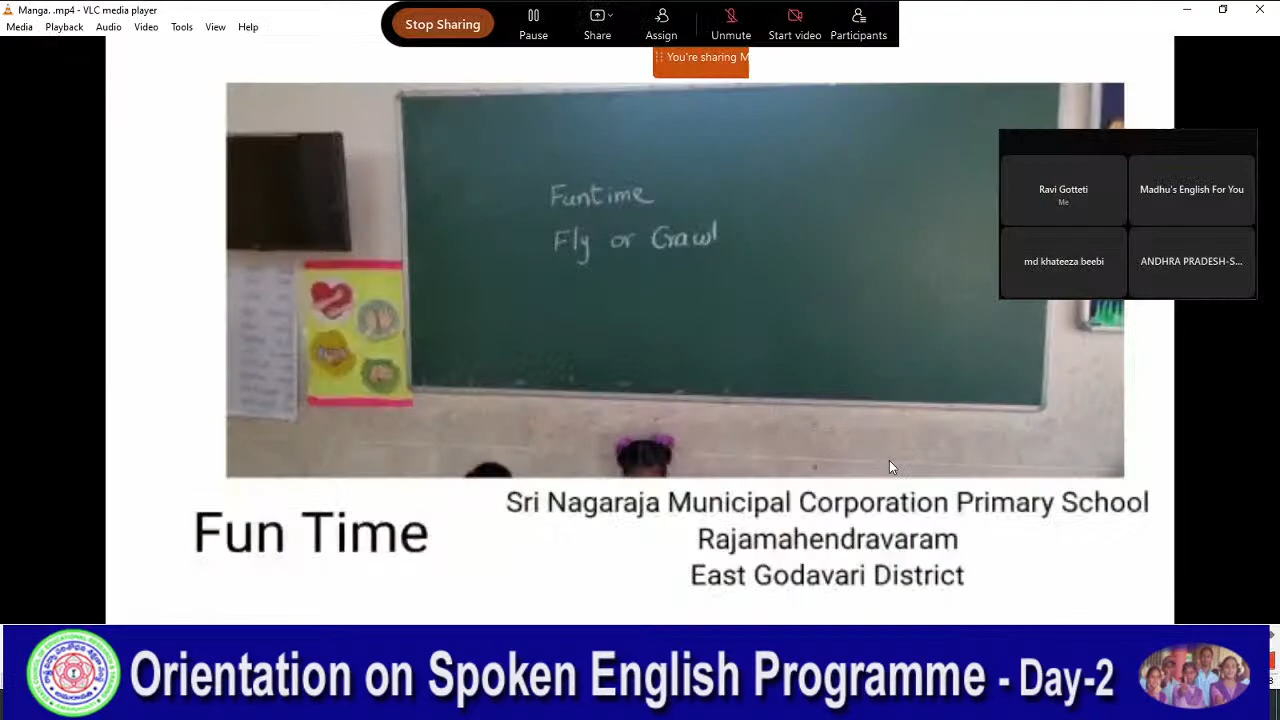 Manga. .mp4 - VLC media player
Media Playback Audio Video Tools View Help
Stop Sharing
Pause
Share
Assign
Unmute
Start video
Participants
You're sharing M
Ravi Gotteti
Me
Madhu's English For You
md khateeza beebi
ANDHRA PRADESH-S...
Funtime
Fly or Crawl
Fun Time
Sri Nagaraja Municipal Corporation Primary School
Rajamahendravaram
East Godavari District
Orientation on Spoken English Programme - Day-2